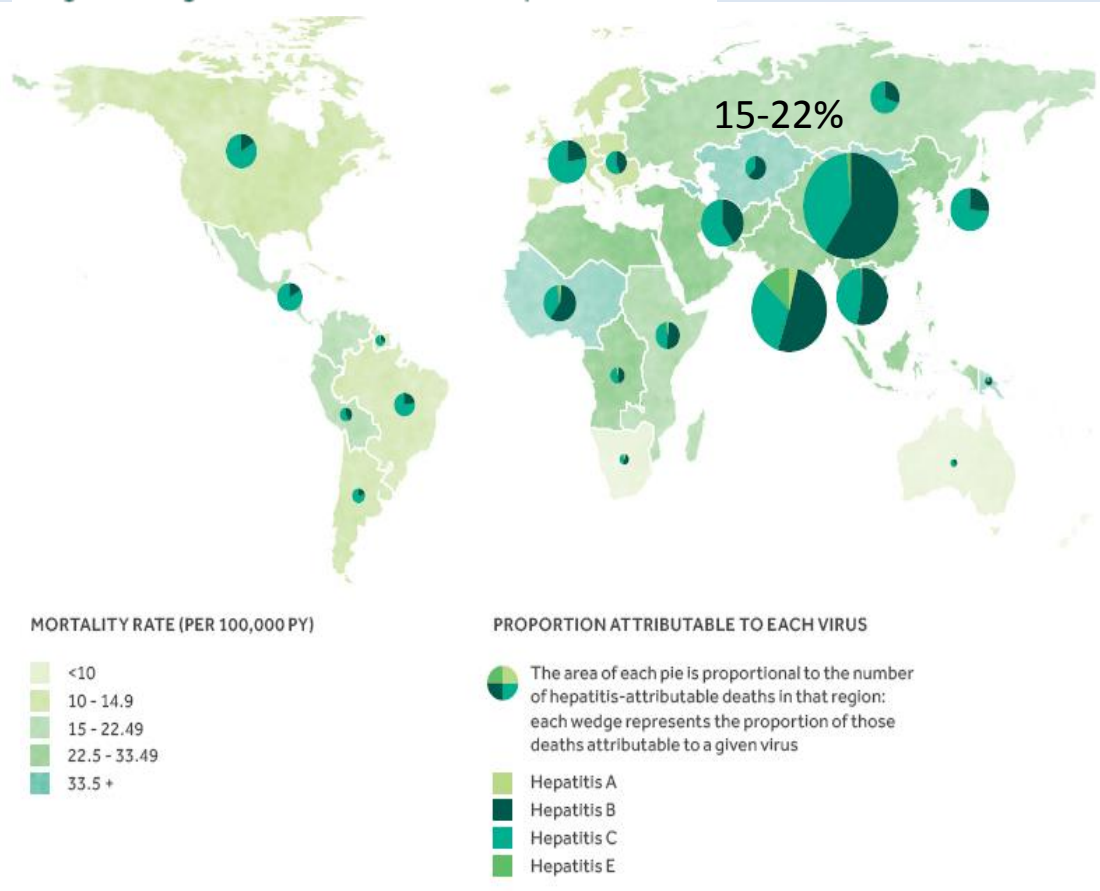 15-22%
MORTALITY RATE (PER 100,000 PY)
<10
10 - 14.9
15 - 22.49
22.5 - 33.49
33.5 +
PROPORTION ATTRIBUTABLE TO EACH VIRUS
The area of each pie is proportional to the number
of hepatitis-attributable deaths in that region:
each wedge represents the proportion of those
deaths attributable to a given virus
Hepatitis A
Hepatitis B
Hepatitis C
Hepatitis E